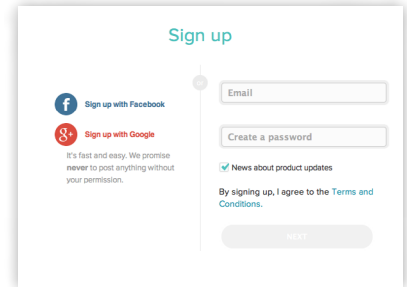 Sign up
Sign up with Facebook
Sign up with Google
It's fast and easy. We promise
never to post anything without
your permission.
Email
Create a password
News about product updates
By signing up, I agree to the Terms and
Conditions.
NEXT